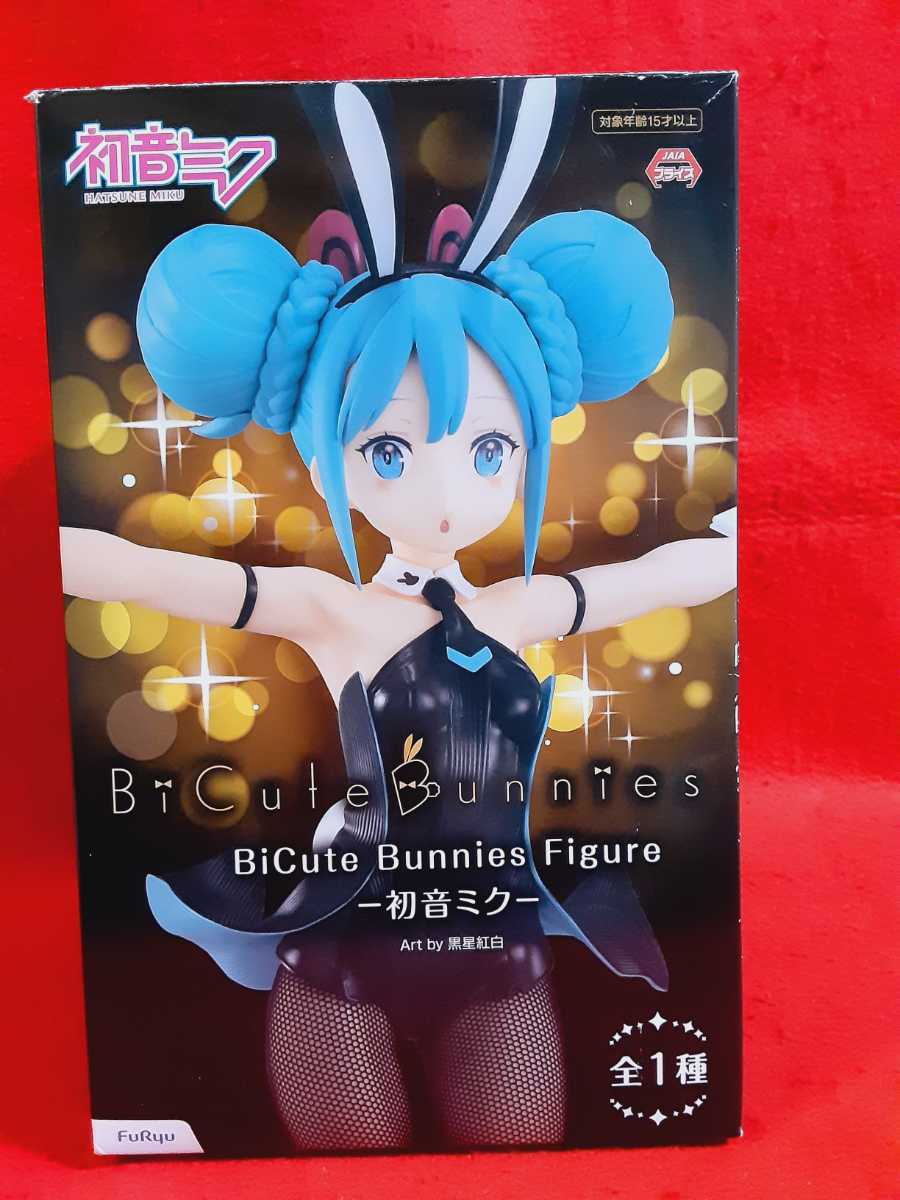 初音ミク
HATSUNE MIKU
対象年齢15才以上
JAIA
プライズ
BiCute Bunnies
BiCute Bunnies Figure
ー初音ミクー
Art by 黒星紅白
全1種
FuRyu